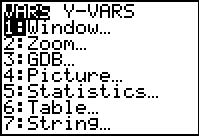 VARS Y-VARS
1:Window…
2:Zoom…
3:GDB…
4:Picture…
5:Statistics…
6:Table…
7:String…